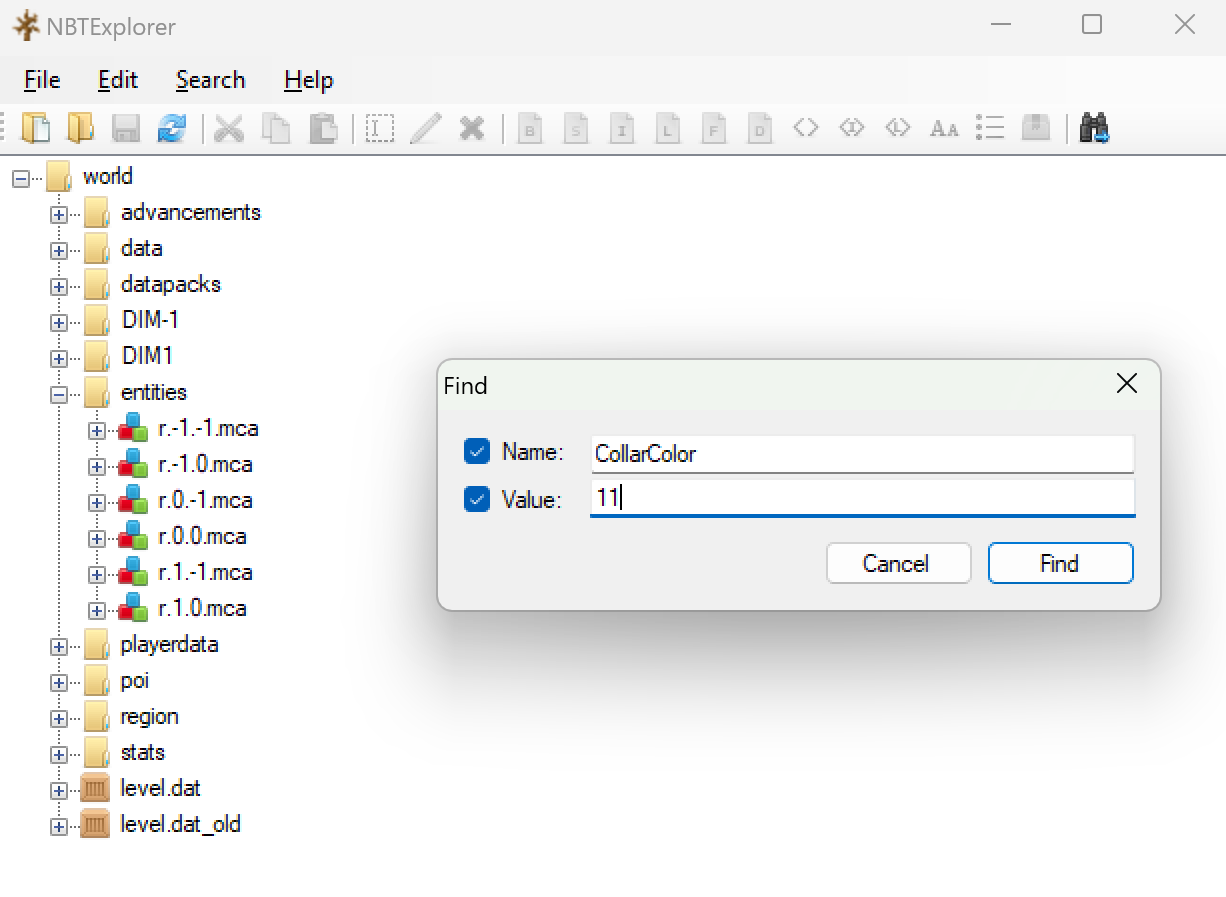 NBTExplorer
File Edit Search Help
B S I L F D AA
world
advancements
data
datapacks
DIM-1
DIM1
entities
r.-1.-1.mca
r.-1.0.mca
r.0.-1.mca
r.0.0.mca
r.1.-1.mca
r.1.0.mca
playerdata
poi
region
stats
level.dat
level.dat_old
Find
Name: CollarColor
Value: 11
Cancel Find